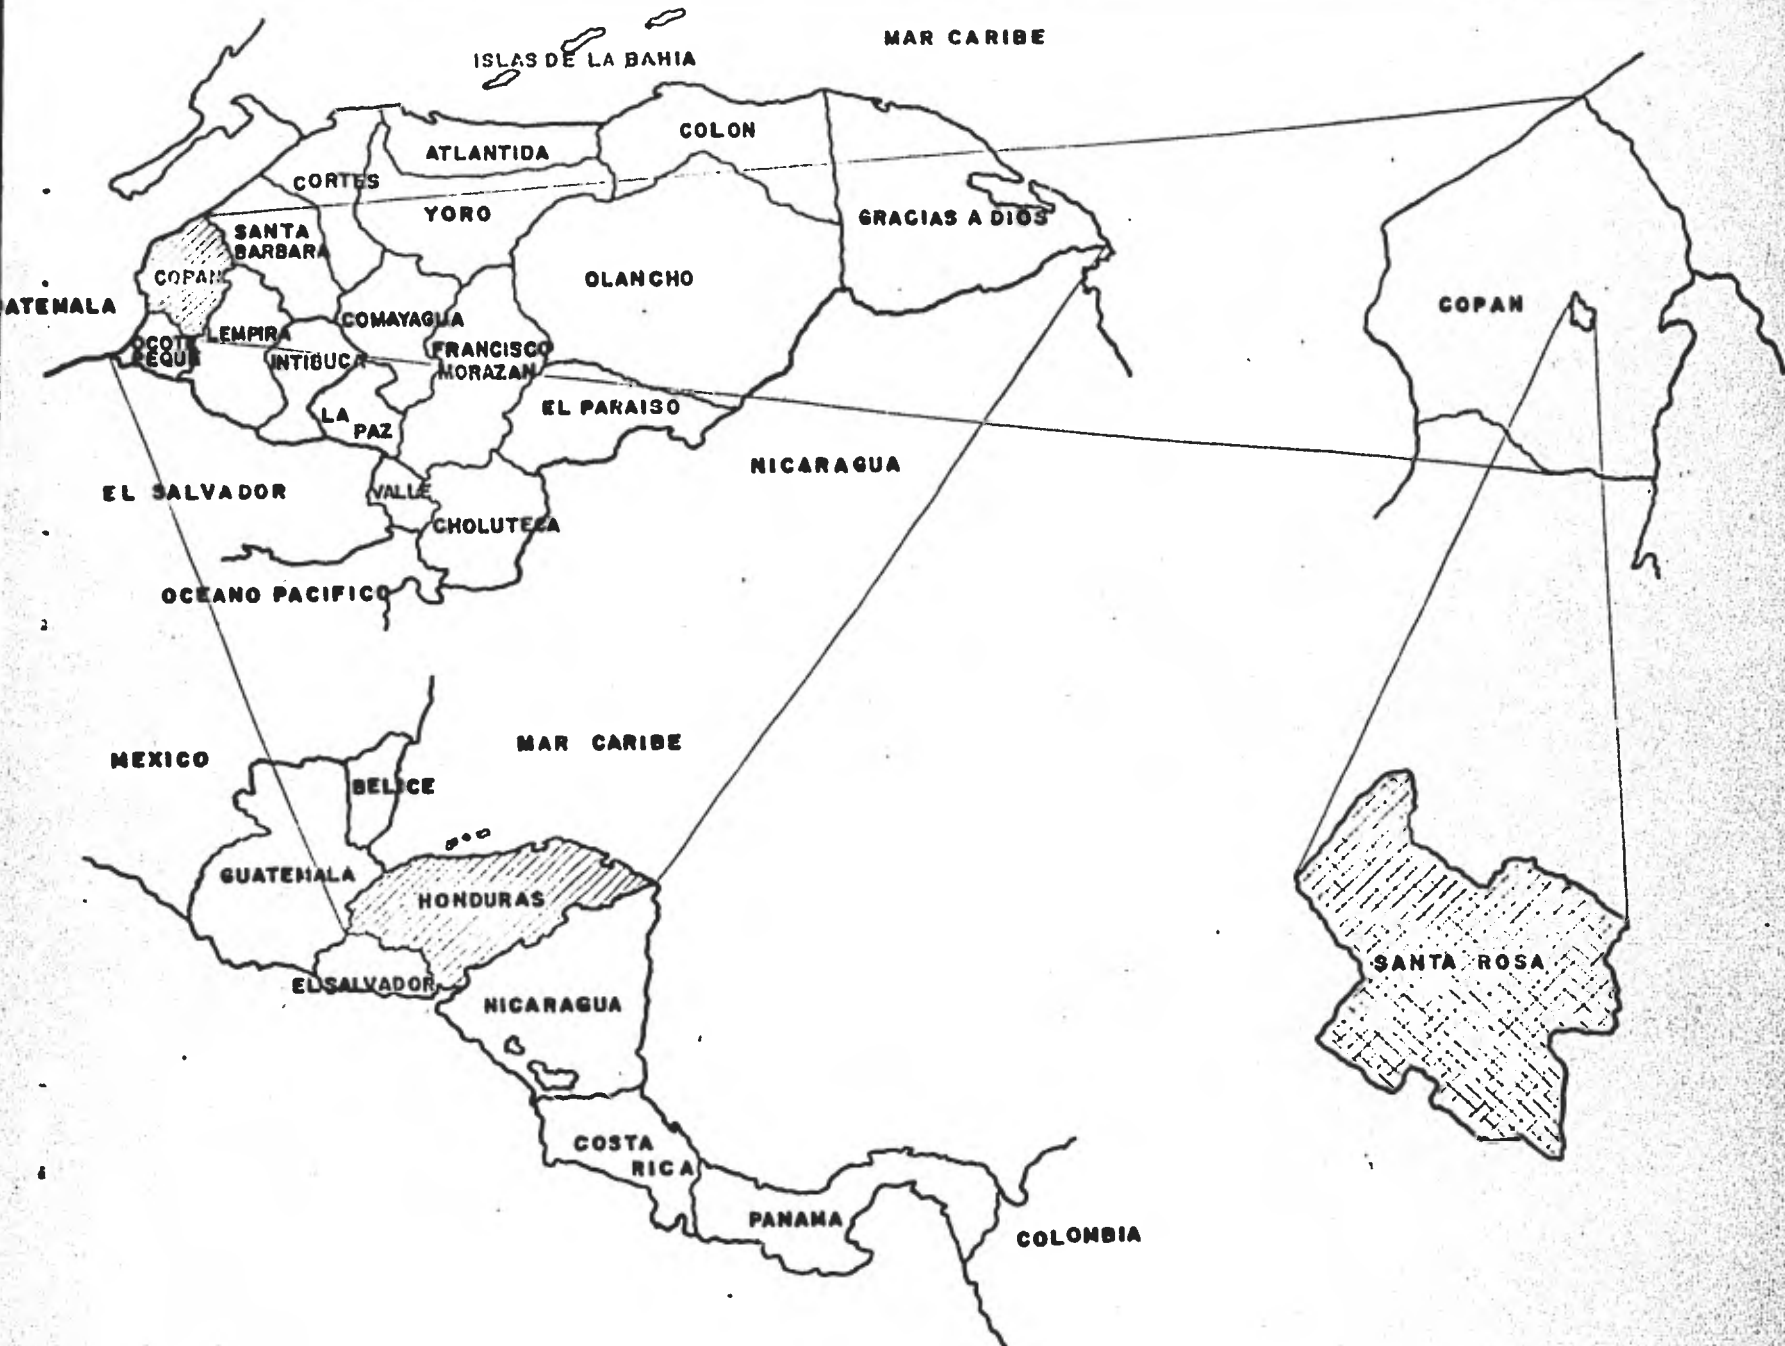 MAR CARIBE
ISLAS DE LA BAHIA
COLON
ATLANTIDA
CORTES
YORO
GRACIAS A DIOS
SANTA
BARBARA
COPAN
OLANCHO
ATEMALA
COMAYAGUA
LEMPIRA
OCOTE
PEQUE
INTIBUCA
FRANCISCO
MORAZAN
EL PARAISO
LA
PAZ
NICARAGUA
EL SALVADOR
VALLE
CHOLUTECA
OCEANO PACIFICO
COPAN
MEXICO
MAR CARIBE
BELICE
GUATEMALA
HONDURAS
EL SALVADOR
NICARAGUA
COSTA
RICA
PANAMA
COLOMBIA
SANTA ROSA